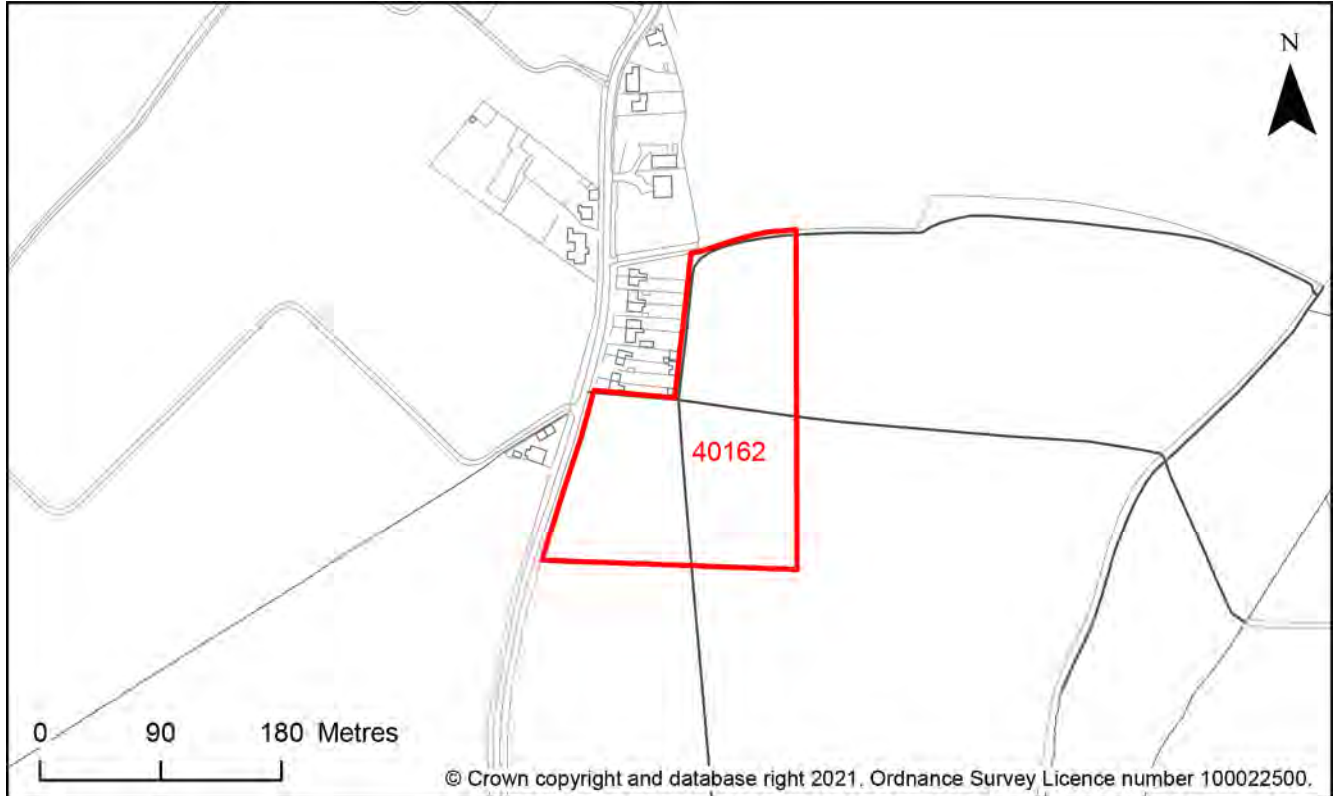 N
40162
0 90 180 Metres
© Crown copyright and database right 2021. Ordnance Survey Licence number 100022500.